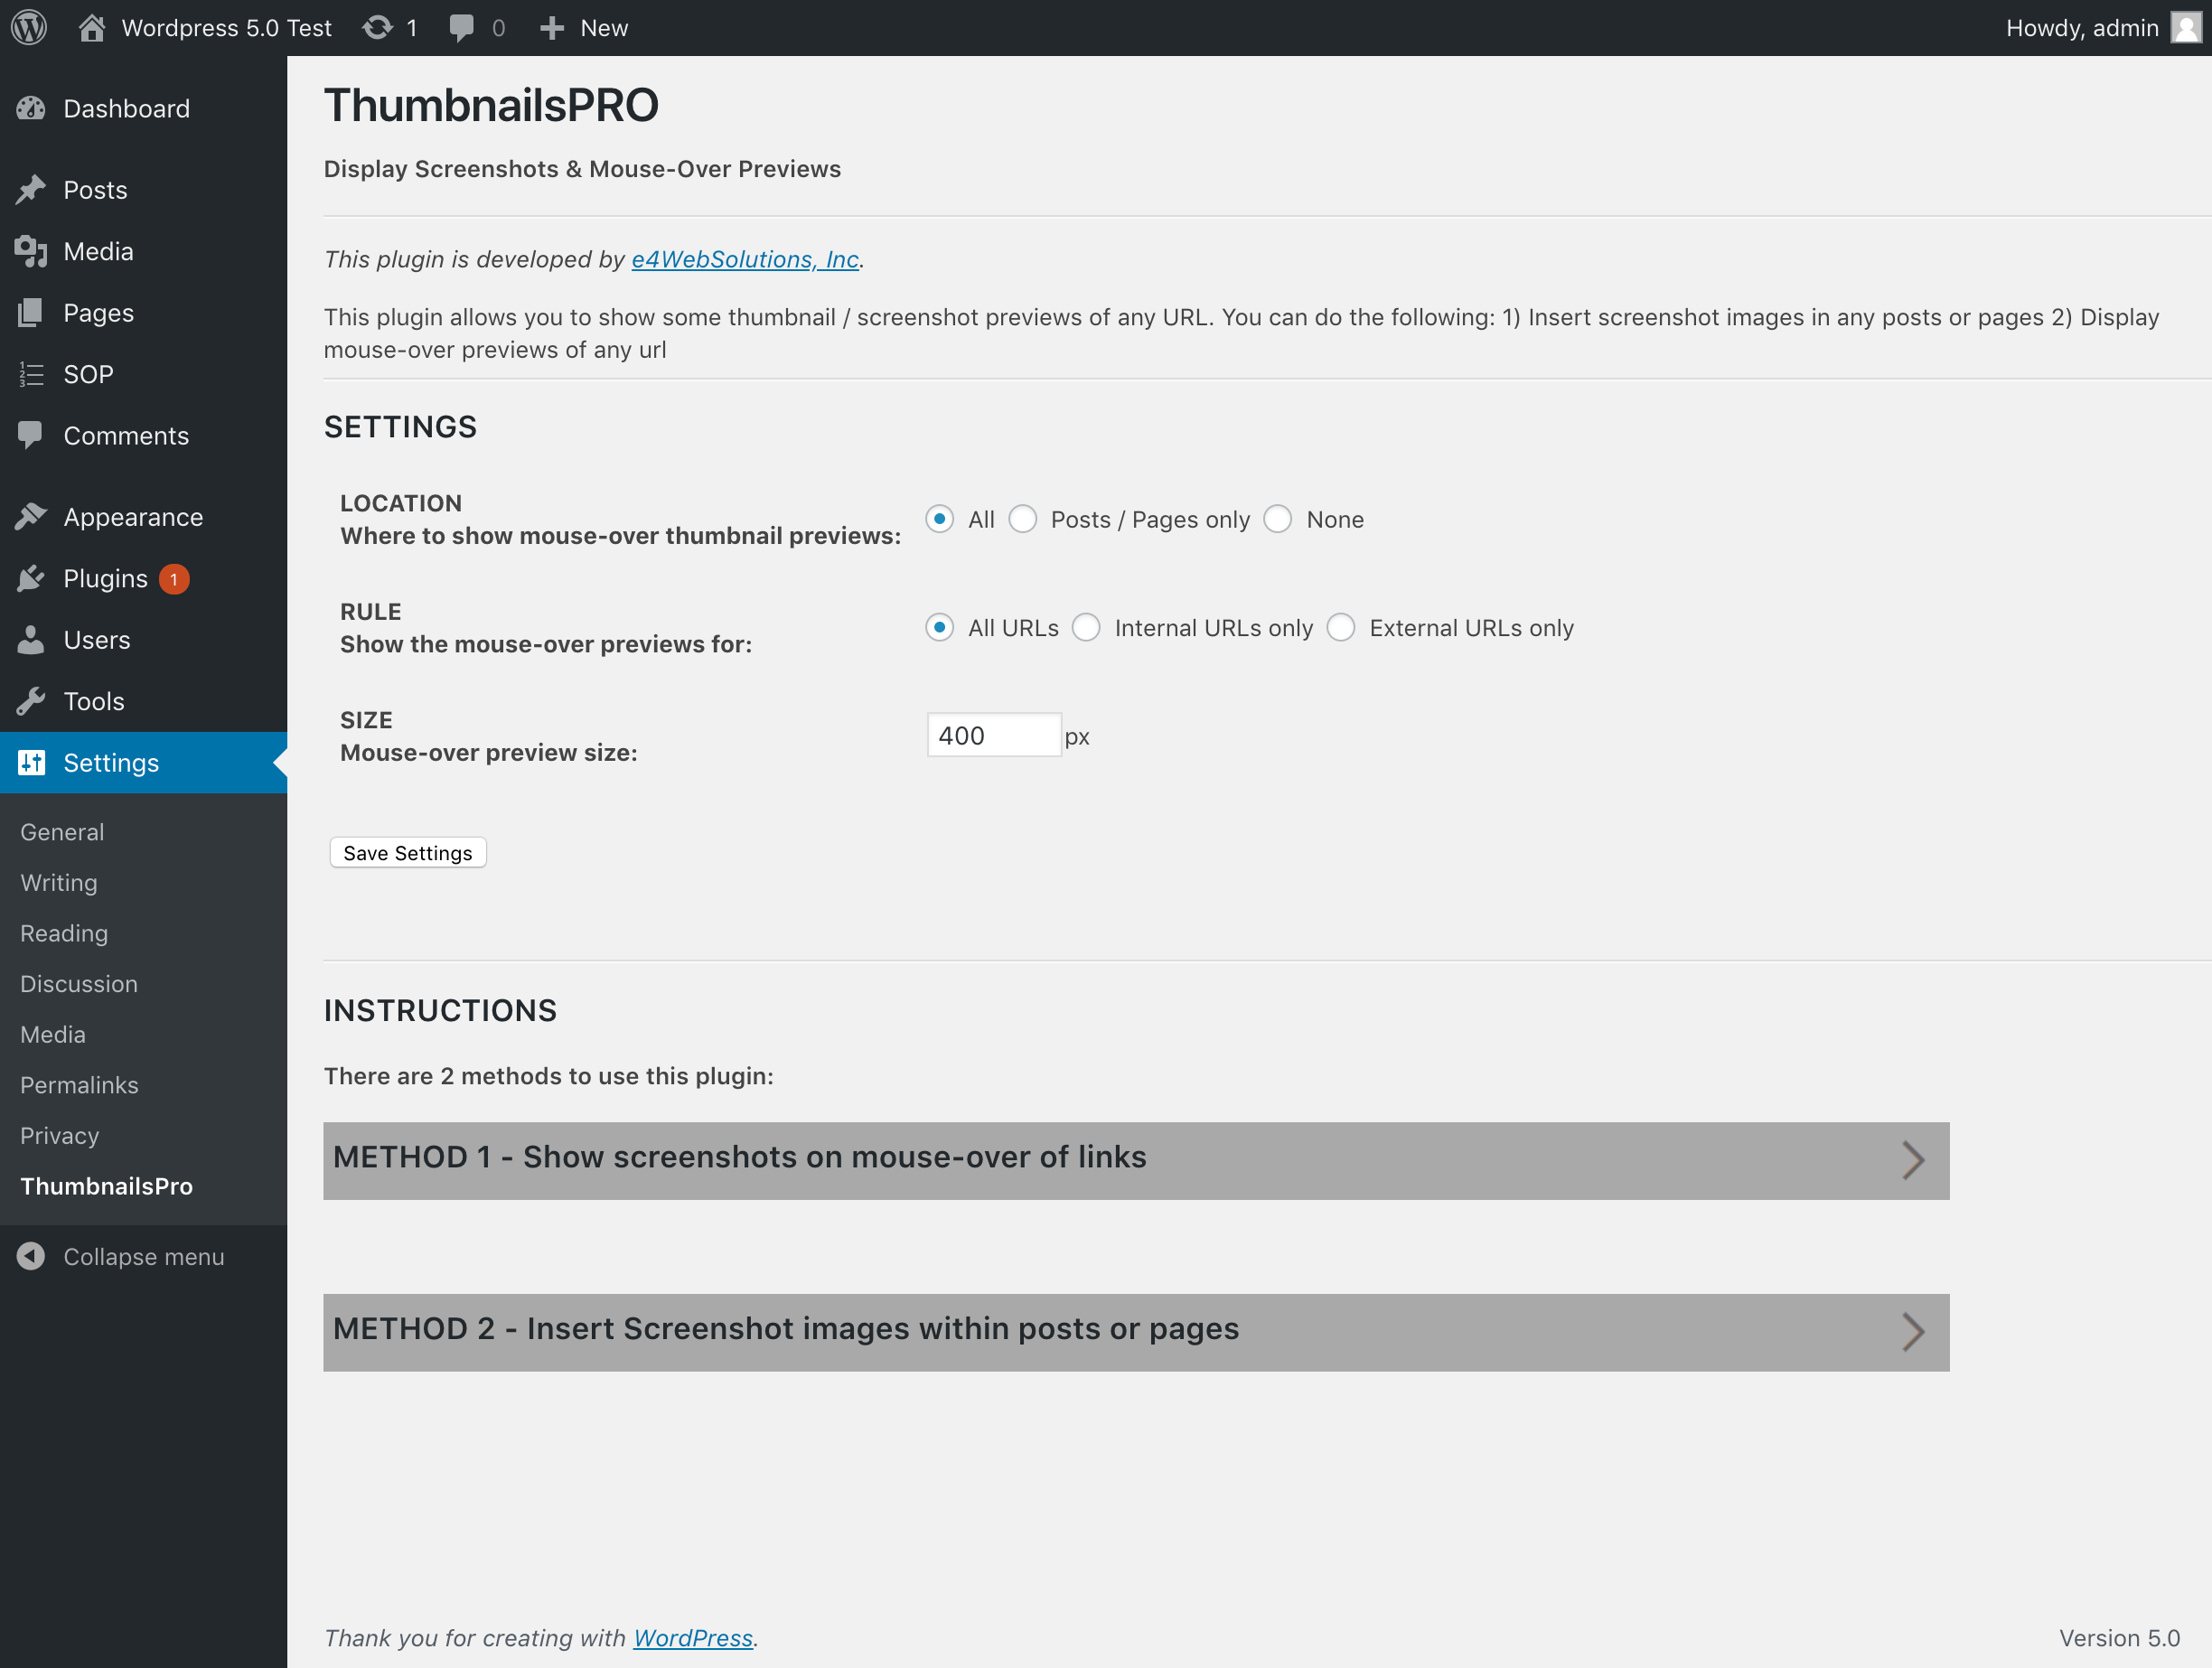 Wordpress 5.0 Test 1 0 New Howdy, admin
Dashboard
Posts
Media
Pages
SOP
Comments
Appearance
Plugins 1
Users
Tools
Settings
General
Writing
Reading
Discussion
Media
Permalinks
Privacy
ThumbnailsPro
Collapse menu
ThumbnailsPRO
Display Screenshots & Mouse-Over Previews
This plugin is developed by e4WebSolutions, Inc.
This plugin allows you to show some thumbnail / screenshot previews of any URL. You can do the following: 1) Insert screenshot images in any posts or pages 2) Display
mouse-over previews of any url
SETTINGS
LOCATION
Where to show mouse-over thumbnail previews:
All Posts / Pages only None
RULE
Show the mouse-over previews for:
All URLs Internal URLs only External URLs only
SIZE
Mouse-over preview size:
400 px
Save Settings
INSTRUCTIONS
There are 2 methods to use this plugin:
METHOD 1 - Show screenshots on mouse-over of links
METHOD 2 - Insert Screenshot images within posts or pages
Thank you for creating with WordPress.
Version 5.0